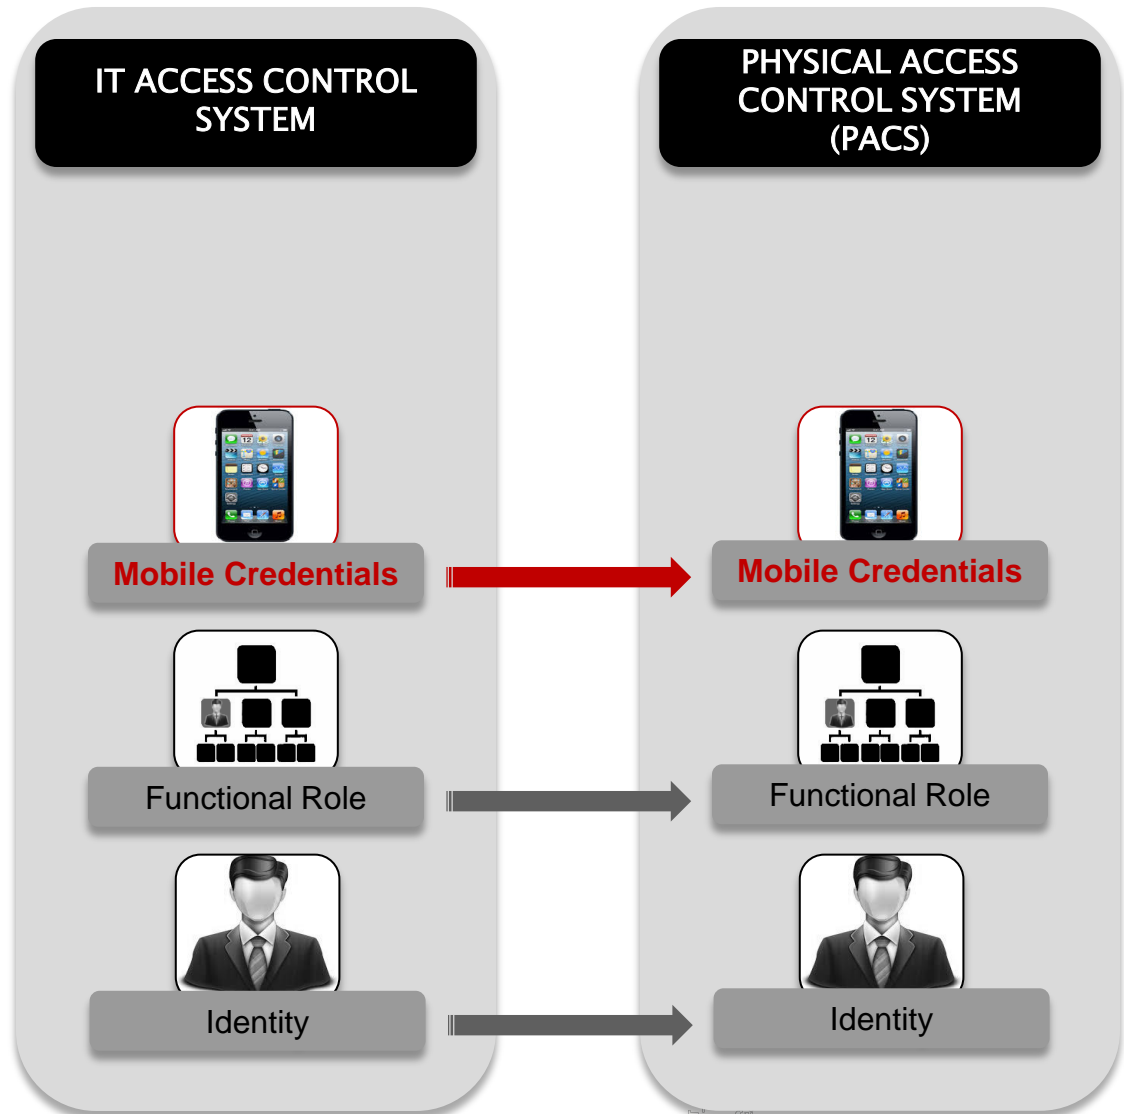 IT ACCESS CONTROL
SYSTEM
PHYSICAL ACCESS
CONTROL SYSTEM
(PACS)
Mobile Credentials
Mobile Credentials
Functional Role
Functional Role
Identity
Identity